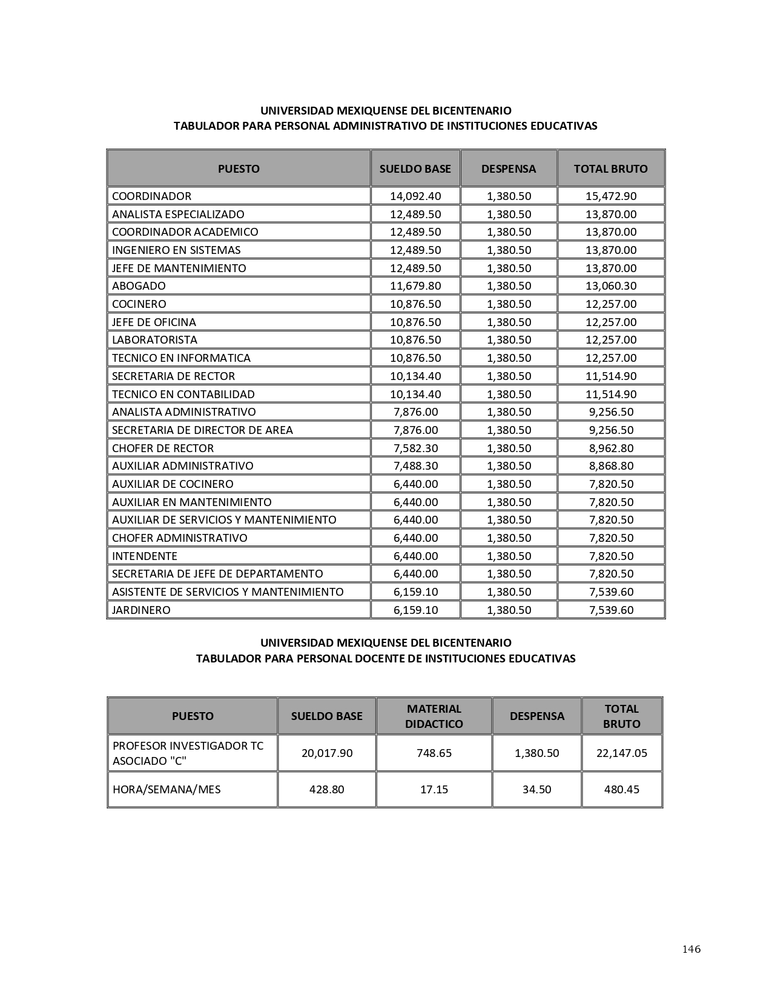 UNIVERSIDAD MEXIQUENSE DEL BICENTENARIO
TABULADOR PARA PERSONAL ADMINISTRATIVO DE INSTITUCIONES EDUCATIVAS
PUESTO SUELDO BASE DESPENSA TOTAL BRUTO
COORDINADOR 14,092.40 1,380.50 15,472.90
ANALISTA ESPECIALIZADO 12,489.50 1,380.50 13,870.00
COORDINADOR ACADEMICO 12,489.50 1,380.50 13,870.00
INGENIERO EN SISTEMAS 12,489.50 1,380.50 13,870.00
JEFE DE MANTENIMIENTO 12,489.50 1,380.50 13,870.00
ABOGADO 11,679.80 1,380.50 13,060.30
COCINERO 10,876.50 1,380.50 12,257.00
JEFE DE OFICINA 10,876.50 1,380.50 12,257.00
LABORATORISTA 10,876.50 1,380.50 12,257.00
TECNICO EN INFORMATICA 10,876.50 1,380.50 12,257.00
SECRETARIA DE RECTOR 10,134.40 1,380.50 11,514.90
TECNICO EN CONTABILIDAD 10,134.40 1,380.50 11,514.90
ANALISTA ADMINISTRATIVO 7,876.00 1,380.50 9,256.50
SECRETARIA DE DIRECTOR DE AREA 7,876.00 1,380.50 9,256.50
CHOFER DE RECTOR 7,582.30 1,380.50 8,962.80
AUXILIAR ADMINISTRATIVO 7,488.30 1,380.50 8,868.80
AUXILIAR DE COCINERO 6,440.00 1,380.50 7,820.50
AUXILIAR EN MANTENIMIENTO 6,440.00 1,380.50 7,820.50
AUXILIAR DE SERVICIOS Y MANTENIMIENTO 6,440.00 1,380.50 7,820.50
CHOFER ADMINISTRATIVO 6,440.00 1,380.50 7,820.50
INTENDENTE 6,440.00 1,380.50 7,820.50
SECRETARIA DE JEFE DE DEPARTAMENTO 6,440.00 1,380.50 7,820.50
ASISTENTE DE SERVICIOS Y MANTENIMIENTO 6,159.10 1,380.50 7,539.60
JARDINERO 6,159.10 1,380.50 7,539.60
UNIVERSIDAD MEXIQUENSE DEL BICENTENARIO
TABULADOR PARA PERSONAL DOCENTE DE INSTITUCIONES EDUCATIVAS
PUESTO SUELDO BASE MATERIAL DIDACTICO DESPENSA TOTAL BRUTO
PROFESOR INVESTIGADOR TC ASOCIADO "C" 20,017.90 748.65 1,380.50 22,147.05
HORA/SEMANA/MES 428.80 17.15 34.50 480.45
146